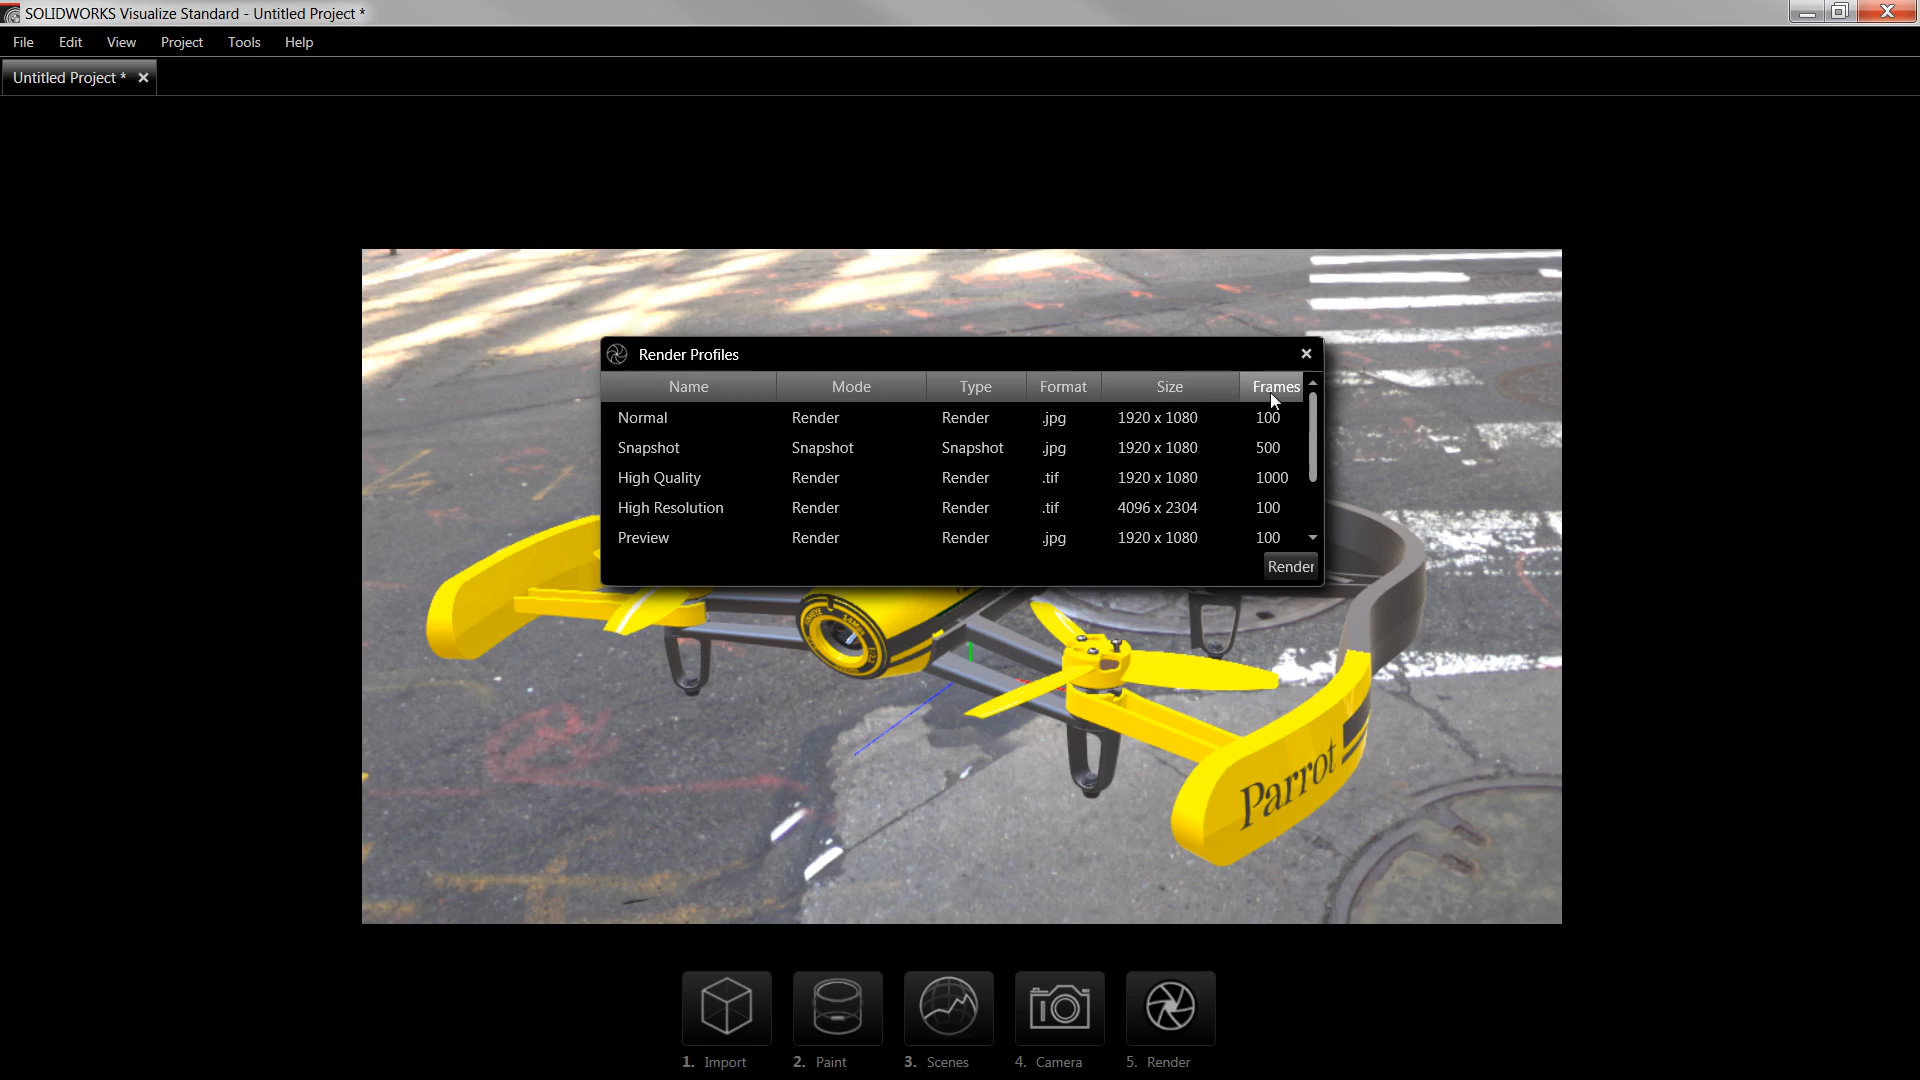 SOLIDWORKS Visualize Standard - Untitled Project *
File Edit View Project Tools Help
Untitled Project *
Render Profiles
Name Mode Type Format Size Frames
Normal Render Render .jpg 1920 x 1080 100
Snapshot Snapshot Snapshot .jpg 1920 x 1080 500
High Quality Render Render .tif 1920 x 1080 1000
High Resolution Render Render .tif 4096 x 2304 100
Preview Render Render .jpg 1920 x 1080 100
Render
Parrot
1. Import 2. Paint 3. Scenes 4. Camera 5. Render